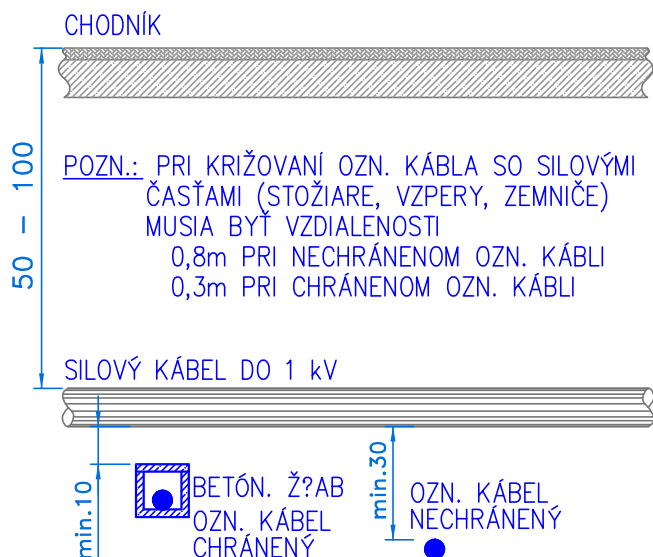 CHODNÍK
50 – 100
POZN.: PRI KRIŽOVANÍ OZN. KÁBLA SO SILOVÝMI
ČASŤAMI (STOŽIARE, VZPERY, ZEMNIČE)
MUSIA BYŤ VZDIALENOSTI
0,8m PRI NECHRÁNENOM OZN. KÁBLI
0,3m PRI CHRÁNENOM OZN. KÁBLI
SILOVÝ KÁBEL DO 1 kV
min.10
BETÓN. Ž?AB
OZN. KÁBEL
CHRÁNENÝ
min.30
OZN. KÁBEL
NECHRÁNENÝ